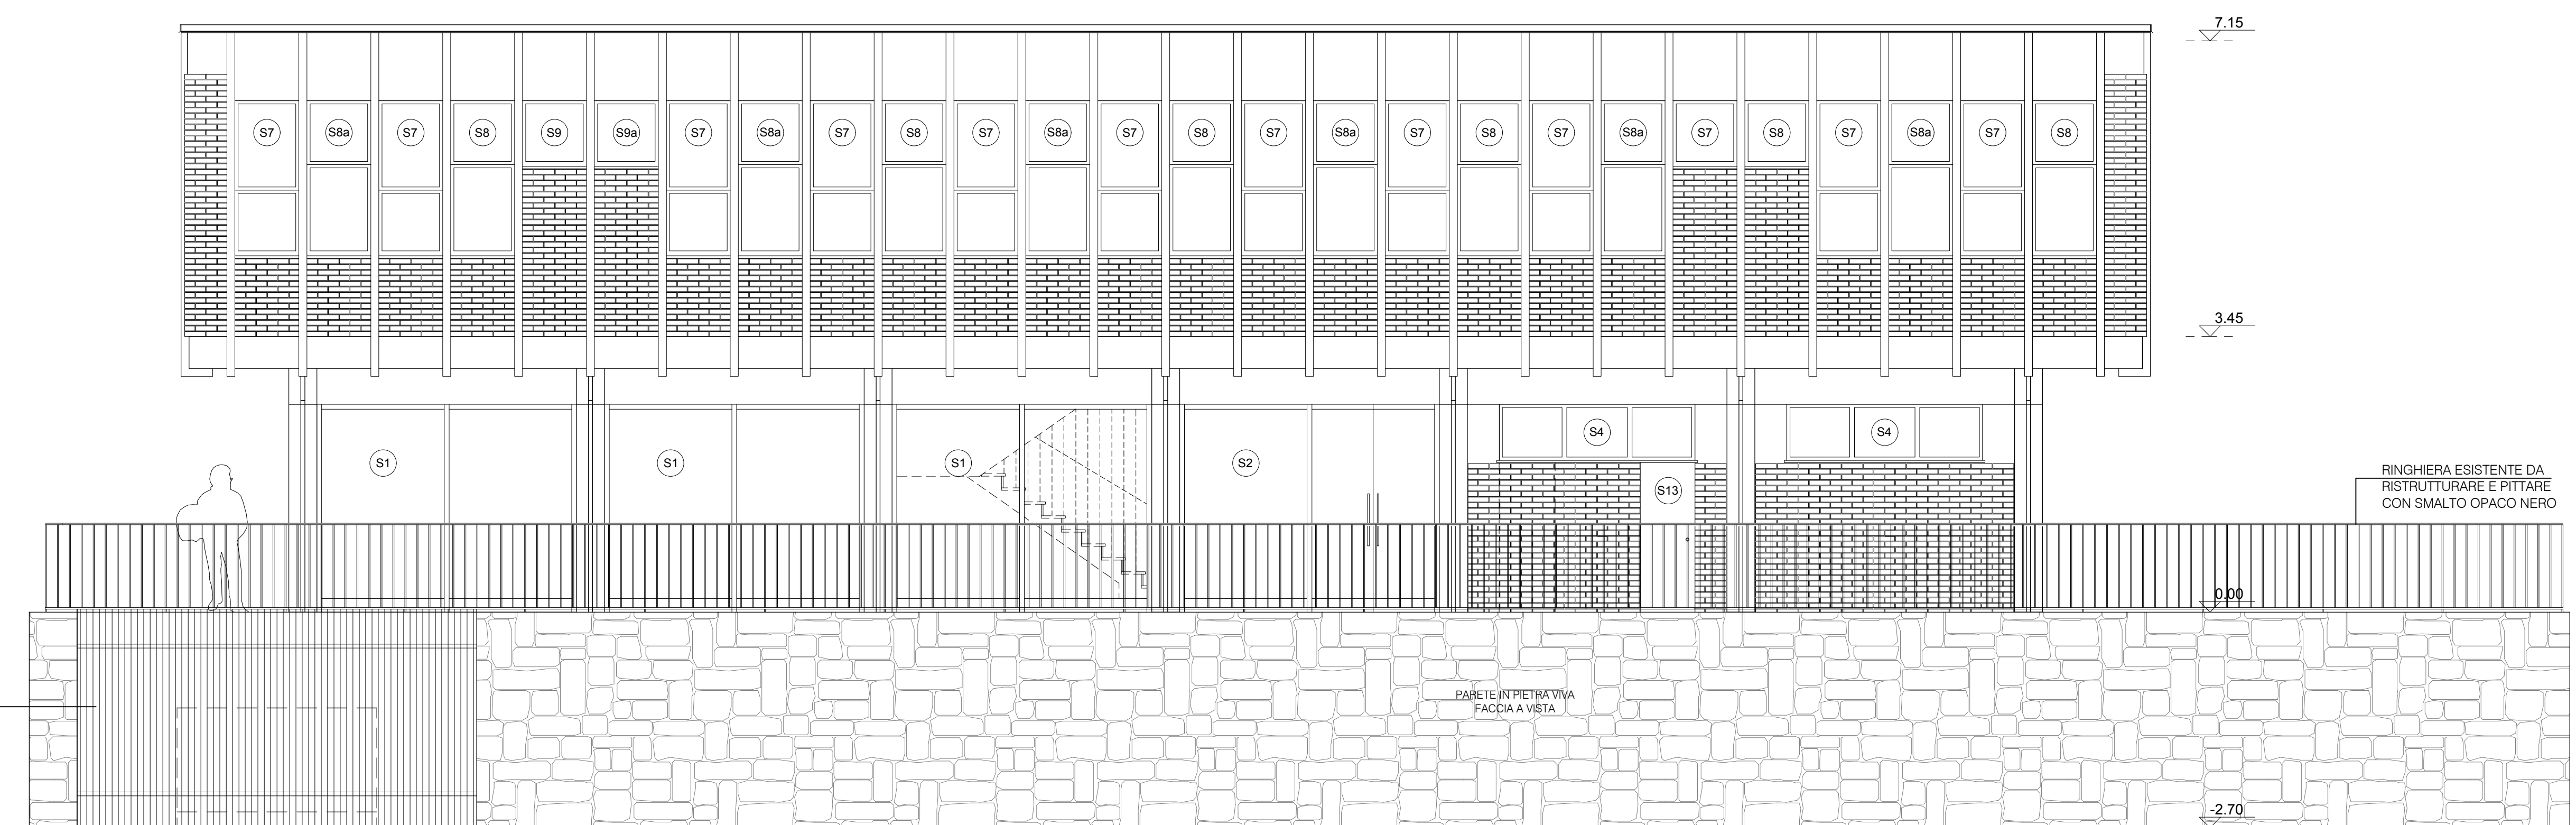 7.15
S7 S8a S7 S8 S9 S9a S7 S8a S7 S8 S7 S8a S7 S8 S7 S8a S7 S8 S7 S8a S7 S8 S7 S8a S7 S8
3.45
S4 S4
S1 S1 S1 S2
S13
RINGHIERA ESISTENTE DA
RISTRUTTURARE E PITTARE
CON SMALTO OPACO NERO
0.00
PARETE IN PIETRA VIVA
FACCIA A VISTA
-2.70